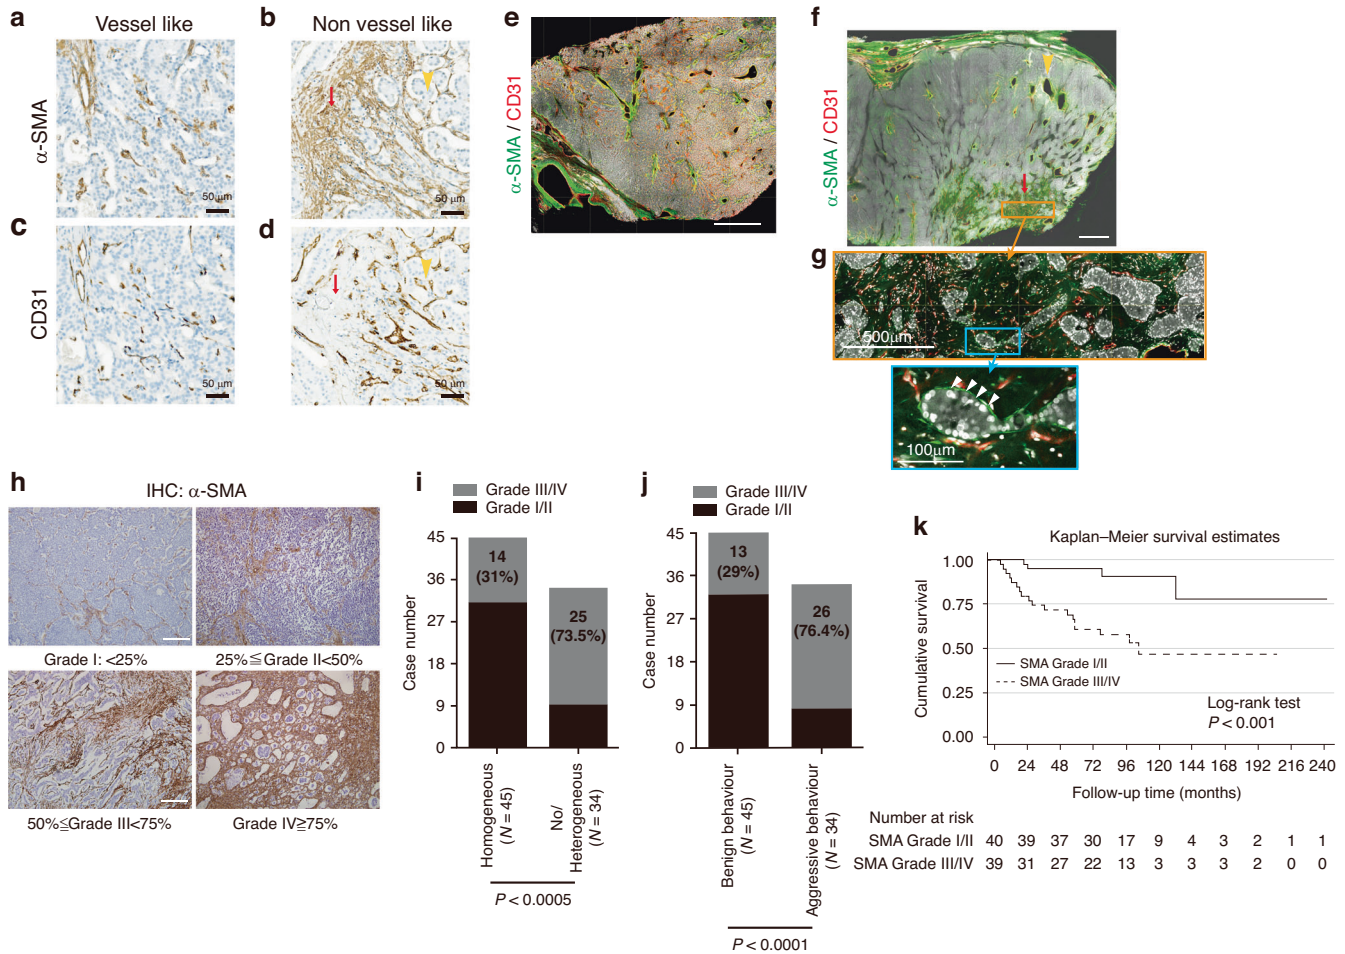 a
Vessel like
b
Non vessel like
α-SMA
50 μm
50 μm
c
d
CD31
50 μm
50 μm
e
α-SMA / CD31
f
α-SMA / CD31
g
500μm
100μm
h
IHC: α-SMA
Grade I: <25%
25%≦Grade II<50%
50%≦Grade III<75%
Grade IV≧75%
i
Grade III/IV
Grade I/II
Case number
45
36
27
18
9
0
14
(31%)
25
(73.5%)
Homogeneous
(N = 45)
No/
Heterogeneous
(N = 34)
P < 0.0005
j
Grade III/IV
Grade I/II
Case number
45
36
27
18
9
0
13
(29%)
26
(76.4%)
Benign behaviour
(N = 45)
Aggressive behaviour
(N = 34)
P < 0.0001
k
Kaplan–Meier survival estimates
Cumulative survival
1.00
0.75
0.50
0.25
0.00
SMA Grade I/II
SMA Grade III/IV
Log-rank test
P < 0.001
0 24 48 72 96 120 144 168 192 216 240
Follow-up time (months)
Number at risk
SMA Grade I/II 40 39 37 30 17 9 4 3 2 1 1
SMA Grade III/IV 39 31 27 22 13 3 3 3 2 0 0